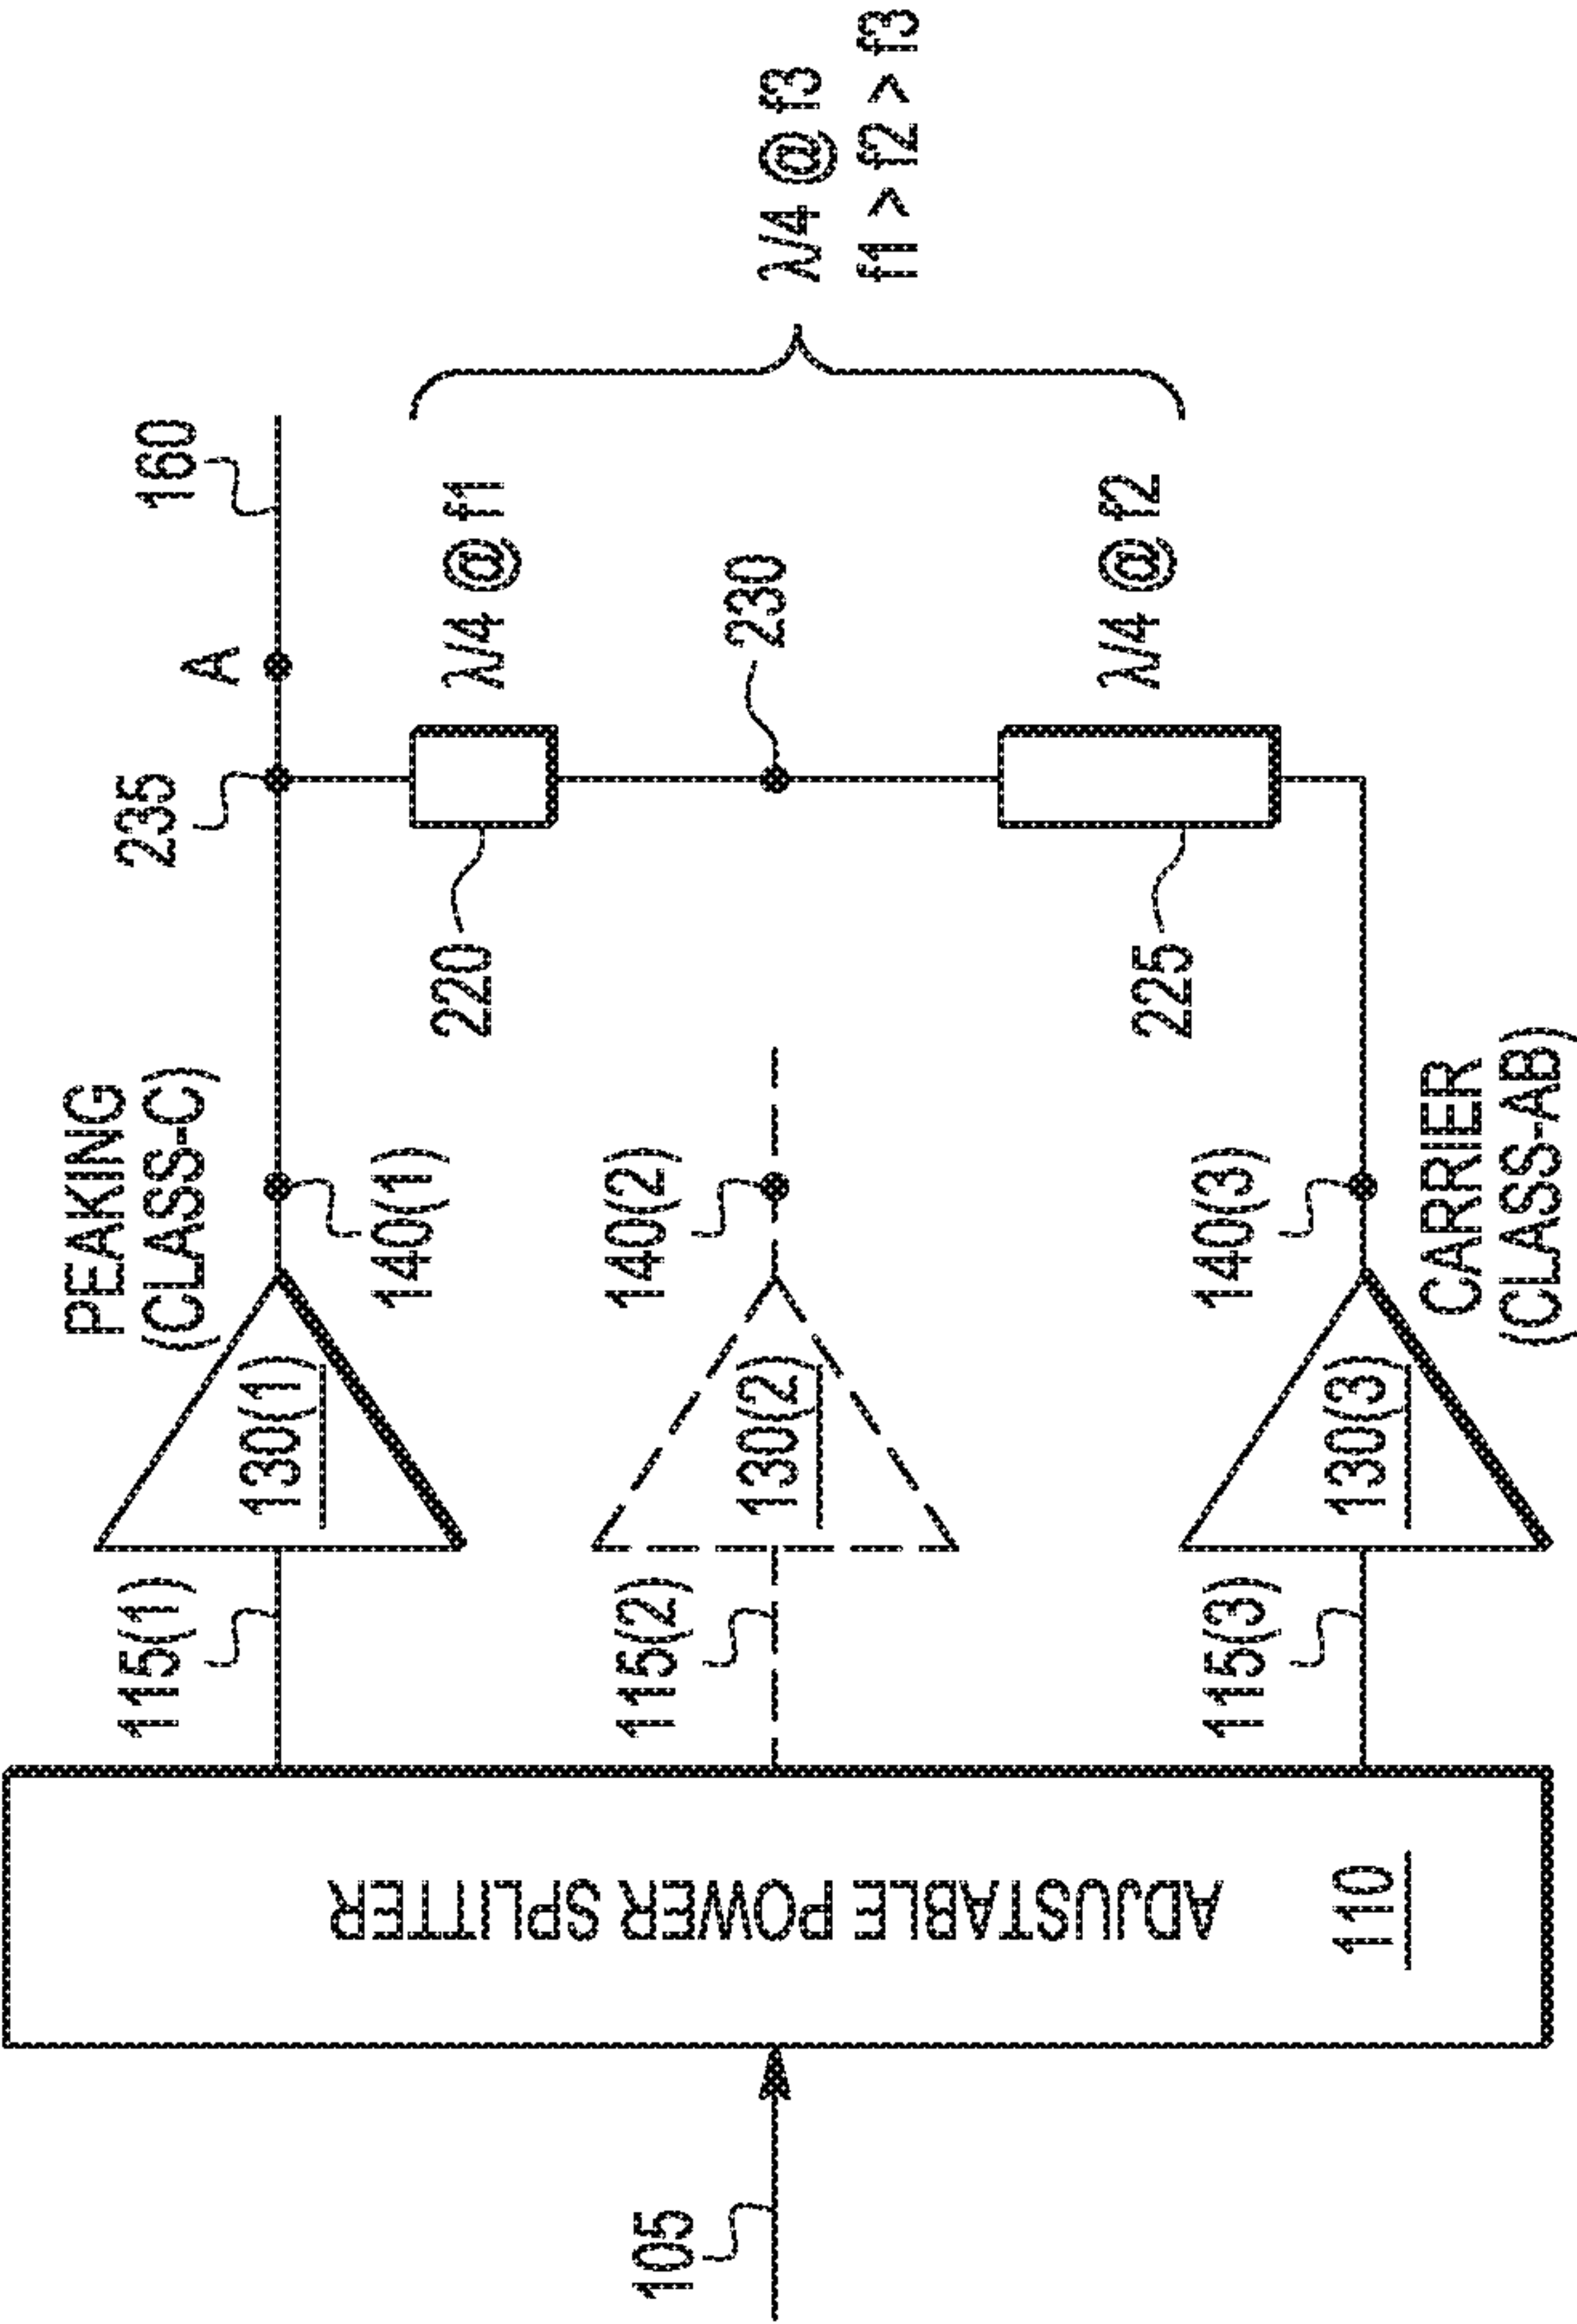 105
ADJUSTABLE POWER SPLITTER
110
115(1)
115(2)
115(3)
130(1)
130(2)
130(3)
PEAKING
(CLASS-C)
140(1)
140(2)
140(3)
CARRIER
(CLASS-AB)
235
A
160
220
λ/4 @ f1
230
225
λ/4 @ f2
λ/4 @ f3
f1 > f2 > f3